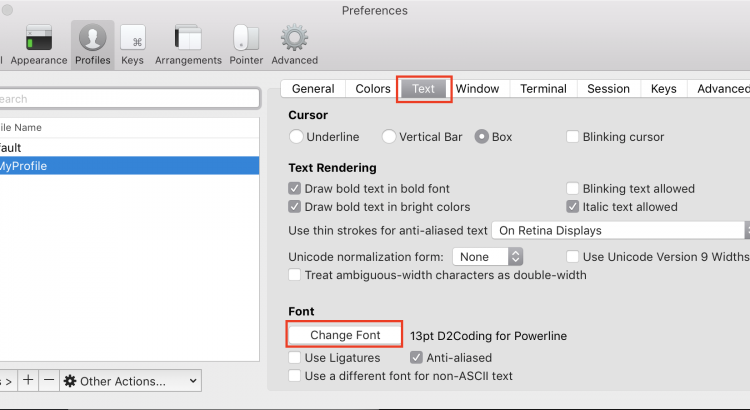 Preferences
Appearance Profiles Keys Arrangements Pointer Advanced
General Colors Text Window Terminal Session Keys Advanced
earch
Cursor
Underline Vertical Bar Box Blinking cursor
ile Name
fault
MyProfile
Text Rendering
Draw bold text in bold font Blinking text allowed
Draw bold text in bright colors Italic text allowed
Use thin strokes for anti-aliased text On Retina Displays
Unicode normalization form: None Use Unicode Version 9 Widths
Treat ambiguous-width characters as double-width
Font
Change Font 13pt D2Coding for Powerline
Use Ligatures Anti-aliased
Use a different font for non-ASCII text
s > + − Other Actions...